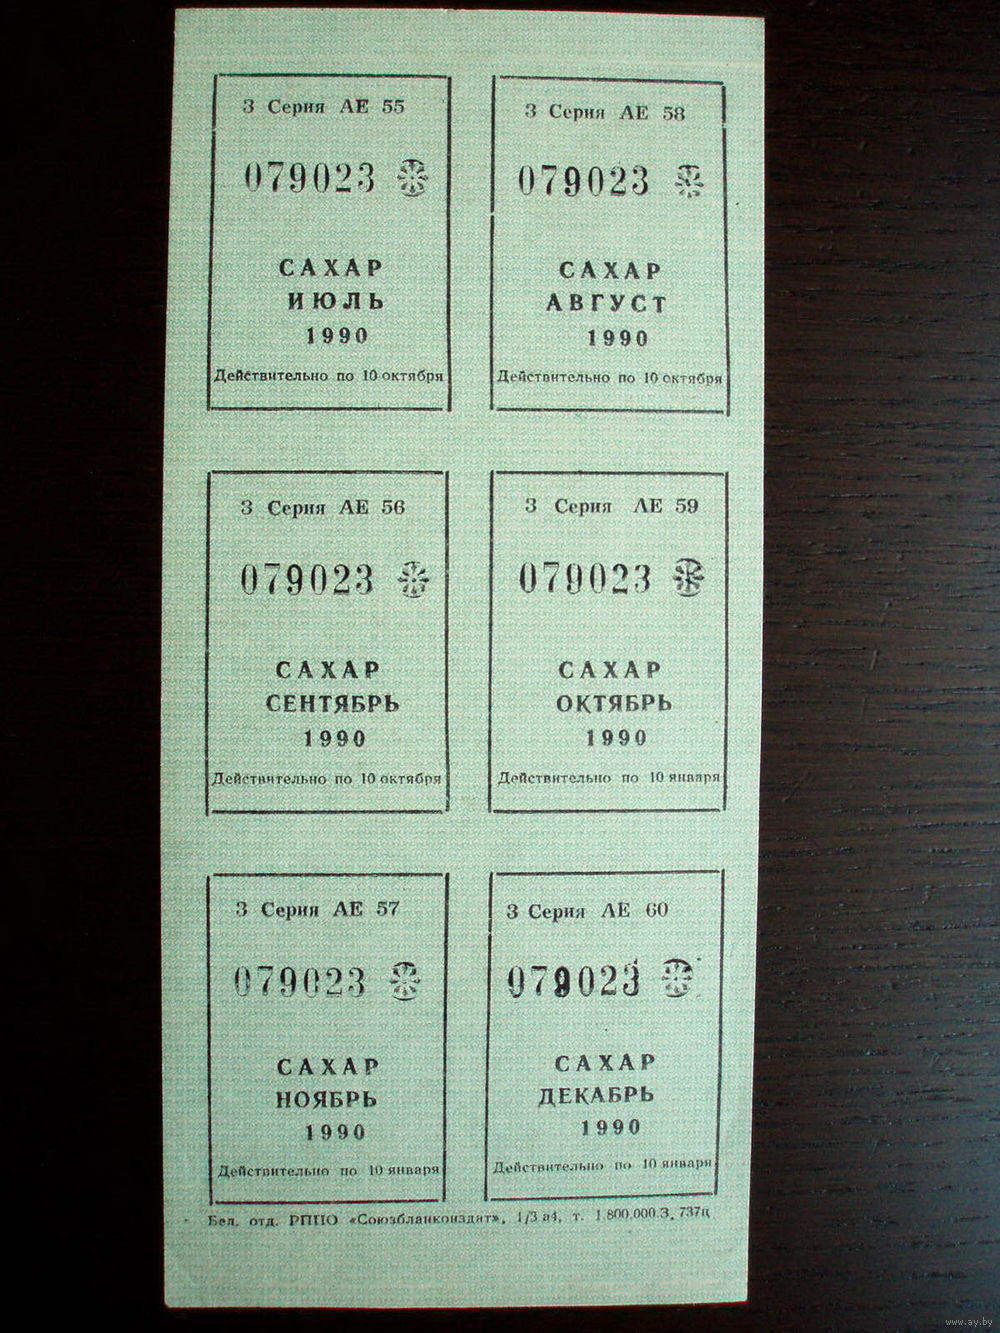 3 Серия АЕ 55
079023
САХАР
ИЮЛЬ
1990
Действительно по 10 октября
3 Серия АЕ 58
079023
САХАР
АВГУСТ
1990
Действительно по 10 октября
3 Серия АЕ 56
079023
САХАР
СЕНТЯБРЬ
1990
Действительно по 10 октября
3 Серия АЕ 59
079023
САХАР
ОКТЯБРЬ
1990
Действительно по 10 января
3 Серия АЕ 57
079023
САХАР
НОЯБРЬ
1990
Действительно по 10 января
3 Серия АЕ 60
079023
САХАР
ДЕКАБРЬ
1990
Действительно по 10 января
Бел. отд. РППО «Союзбланкоиздат», 1/3 а4, т. 1.800.000.З. 737ц
www.ay.by